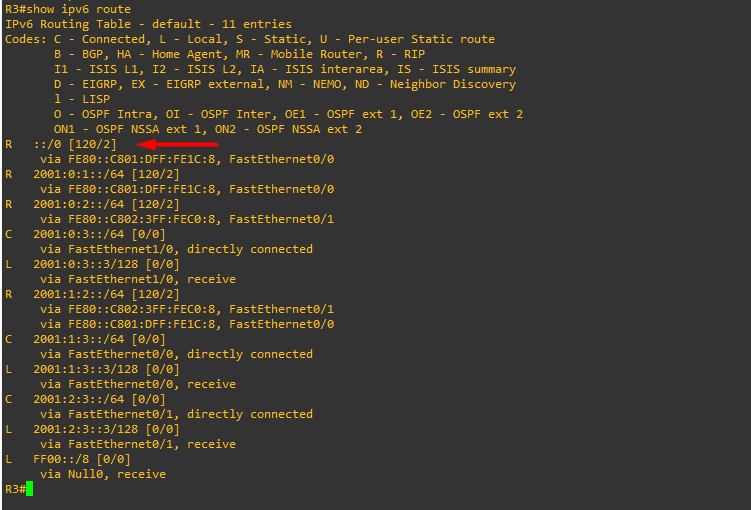 R3#show ipv6 route
IPv6 Routing Table - default - 11 entries
Codes: C - Connected, L - Local, S - Static, U - Per-user Static route
       B - BGP, HA - Home Agent, MR - Mobile Router, R - RIP
       I1 - ISIS L1, I2 - ISIS L2, IA - ISIS interarea, IS - ISIS summary
       D - EIGRP, EX - EIGRP external, NM - NEMO, ND - Neighbor Discovery
       l - LISP
       O - OSPF Intra, OI - OSPF Inter, OE1 - OSPF ext 1, OE2 - OSPF ext 2
       ON1 - OSPF NSSA ext 1, ON2 - OSPF NSSA ext 2
R   ::/0 [120/2]
     via FE80::C801:DFF:FE1C:8, FastEthernet0/0
R   2001:0:1::/64 [120/2]
     via FE80::C801:DFF:FE1C:8, FastEthernet0/0
R   2001:0:2::/64 [120/2]
     via FE80::C802:3FF:FEC0:8, FastEthernet0/1
C   2001:0:3::/64 [0/0]
     via FastEthernet1/0, directly connected
L   2001:0:3::3/128 [0/0]
     via FastEthernet1/0, receive
R   2001:1:2::/64 [120/2]
     via FE80::C802:3FF:FEC0:8, FastEthernet0/1
     via FE80::C801:DFF:FE1C:8, FastEthernet0/0
C   2001:1:3::/64 [0/0]
     via FastEthernet0/0, directly connected
L   2001:1:3::3/128 [0/0]
     via FastEthernet0/0, receive
C   2001:2:3::/64 [0/0]
     via FastEthernet0/1, directly connected
L   2001:2:3::3/128 [0/0]
     via FastEthernet0/1, receive
L   FF00::/8 [0/0]
     via Null0, receive
R3#